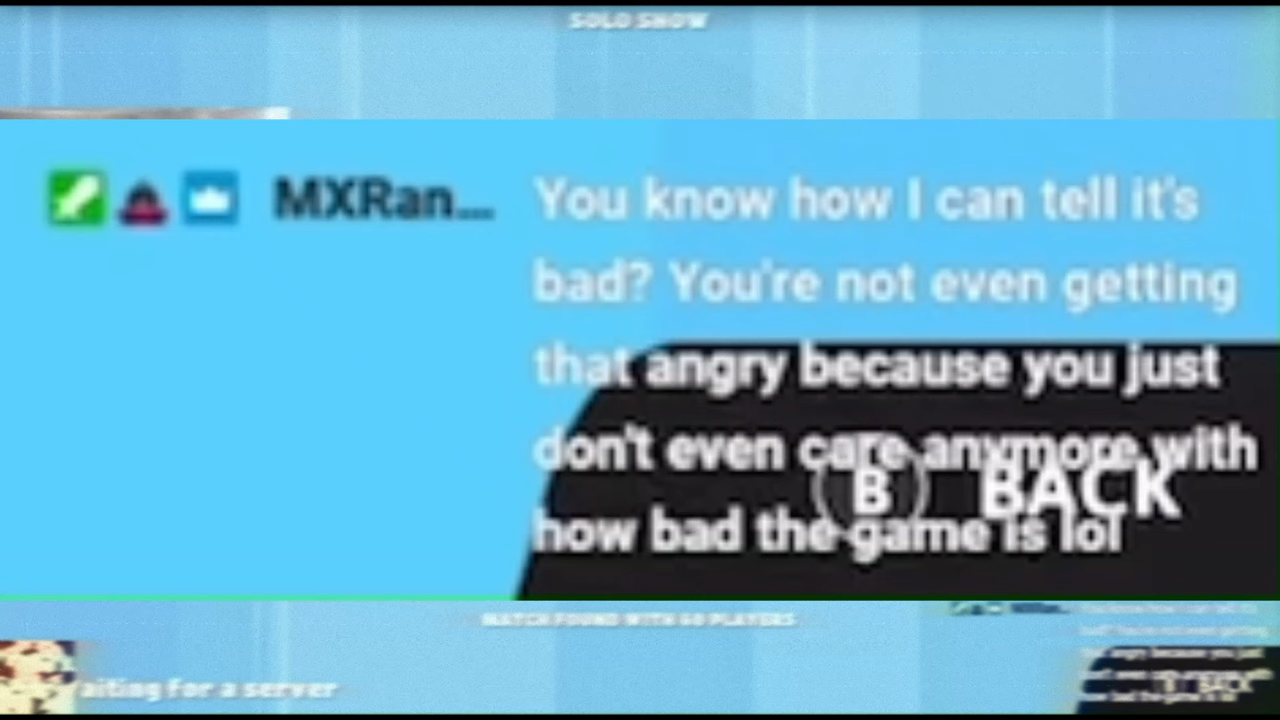 SOLO SHOW
MXRan...
You know how I can tell it's
bad? You're not even getting
that angry because you just
don't even care anymore with
how bad the game is lol
B BACK
MATCH FOUND WITH 60 PLAYERS
aiting for a server